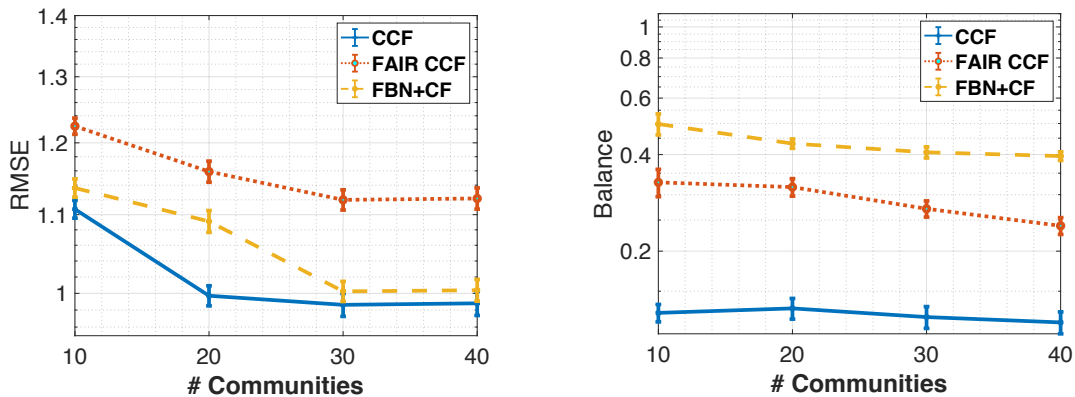 1.4
1.3
1.2
1.11
1
RMSE
10 20 30 40
# Communities
CCF
FAIR CCF
FBN+CF
1
0.8
0.6
0.4
0.2
Balance
10 20 30 40
# Communities
CCF
FAIR CCF
FBN+CF